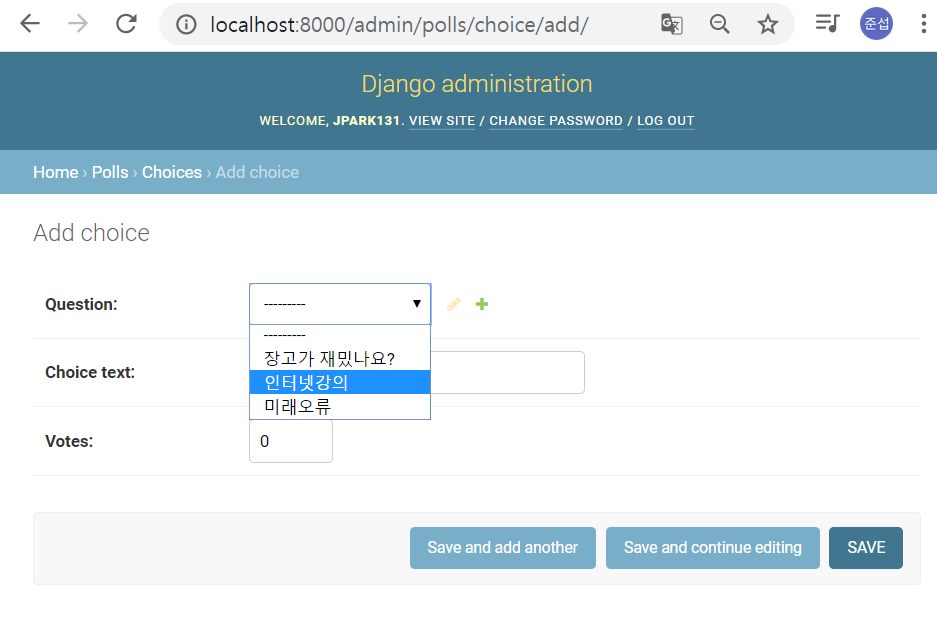 localhost:8000/admin/polls/choice/add/
준섭
Django administration
WELCOME, JPARK131. VIEW SITE / CHANGE PASSWORD / LOG OUT
Home › Polls › Choices › Add choice
Add choice
Question:
---------
---------
장고가 재밌나요?
인터넷강의
미래오류
Choice text:
Votes:
0
Save and add another
Save and continue editing
SAVE